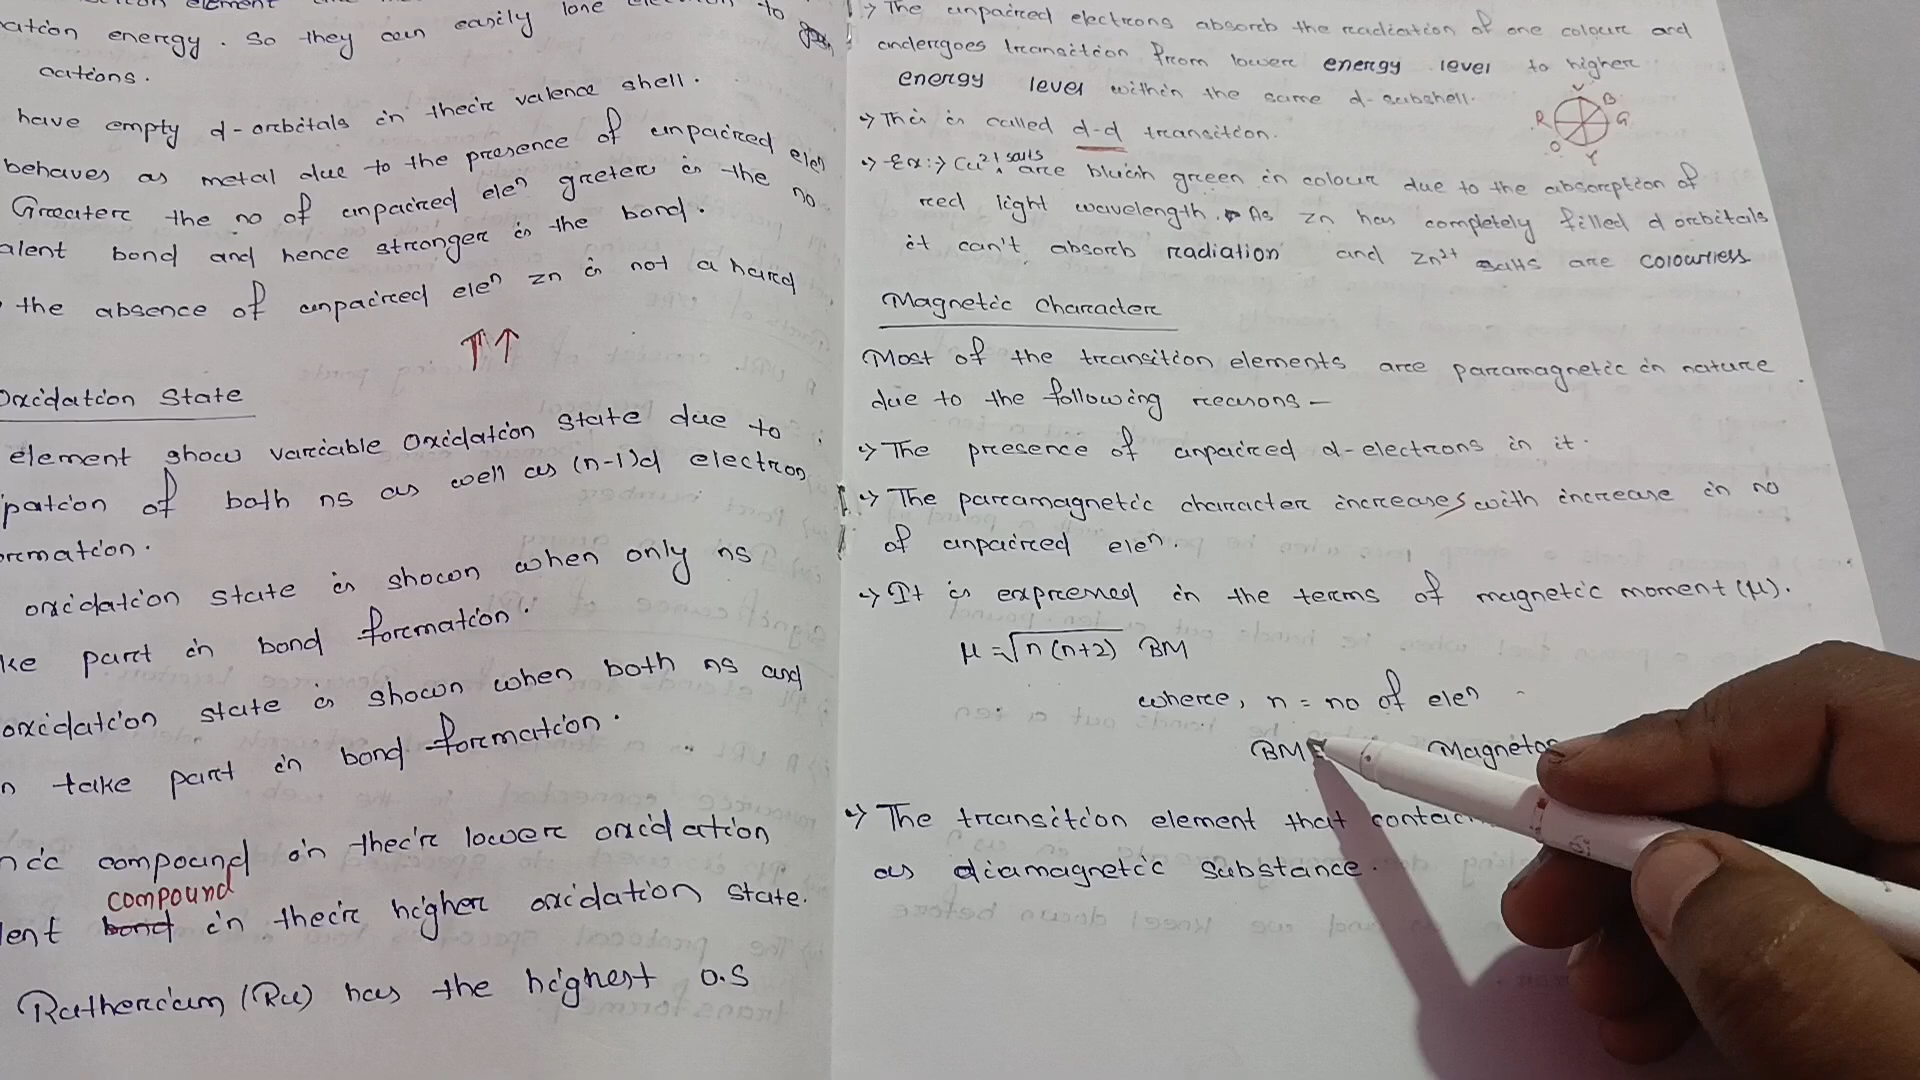 element
ation energy. So they can easily lose electron to
cations.
have empty d-orbitals in their valence shell.
behaves as metal due to the presence of unpaired eleⁿ
Greater the no of unpaired eleⁿ greater is the no
alent bond and hence stronger is the bond.
the absence of unpaired eleⁿ Zn is not a hard
↑↑
Oxidation State
element show variable oxidation state due to
pation of both ns as well as (n-1)d electron
ormation.
oxidation state is shown when only ns
ke part in bond formation.
oxidation state is shown when both ns and
n take part in bond formation.
nic compound in their lower oxidation
compound
lent bond in their higher oxidation state.
Ruthenium (Ru) has the highest O.S
→ The unpaired electrons absorb the radiation of one colour and
undergoes transition from lower energy level to higher
energy level within the same d-subshell.
V
B
R
G
O
Y
→ This is called d-d transition.
→ Ex:→ Cu²⁺ salts are bluish green in colour due to the absorption of
red light wavelength. As Zn has completely filled d orbitals
it can't absorb radiation and Zn²⁺ salts are colourless
Magnetic Character
Most of the transition elements are paramagnetic in nature
due to the following reasons —
→ The presence of unpaired d-electrons in it.
→ The paramagnetic character increases with increase in no
of unpaired eleⁿ.
→ It is expressed in the terms of magnetic moment (μ).
μ = √n(n+2) BM
where, n = no of eleⁿ
BM = Magnetos
→ The transition element that contai
as diamagnetic substance.